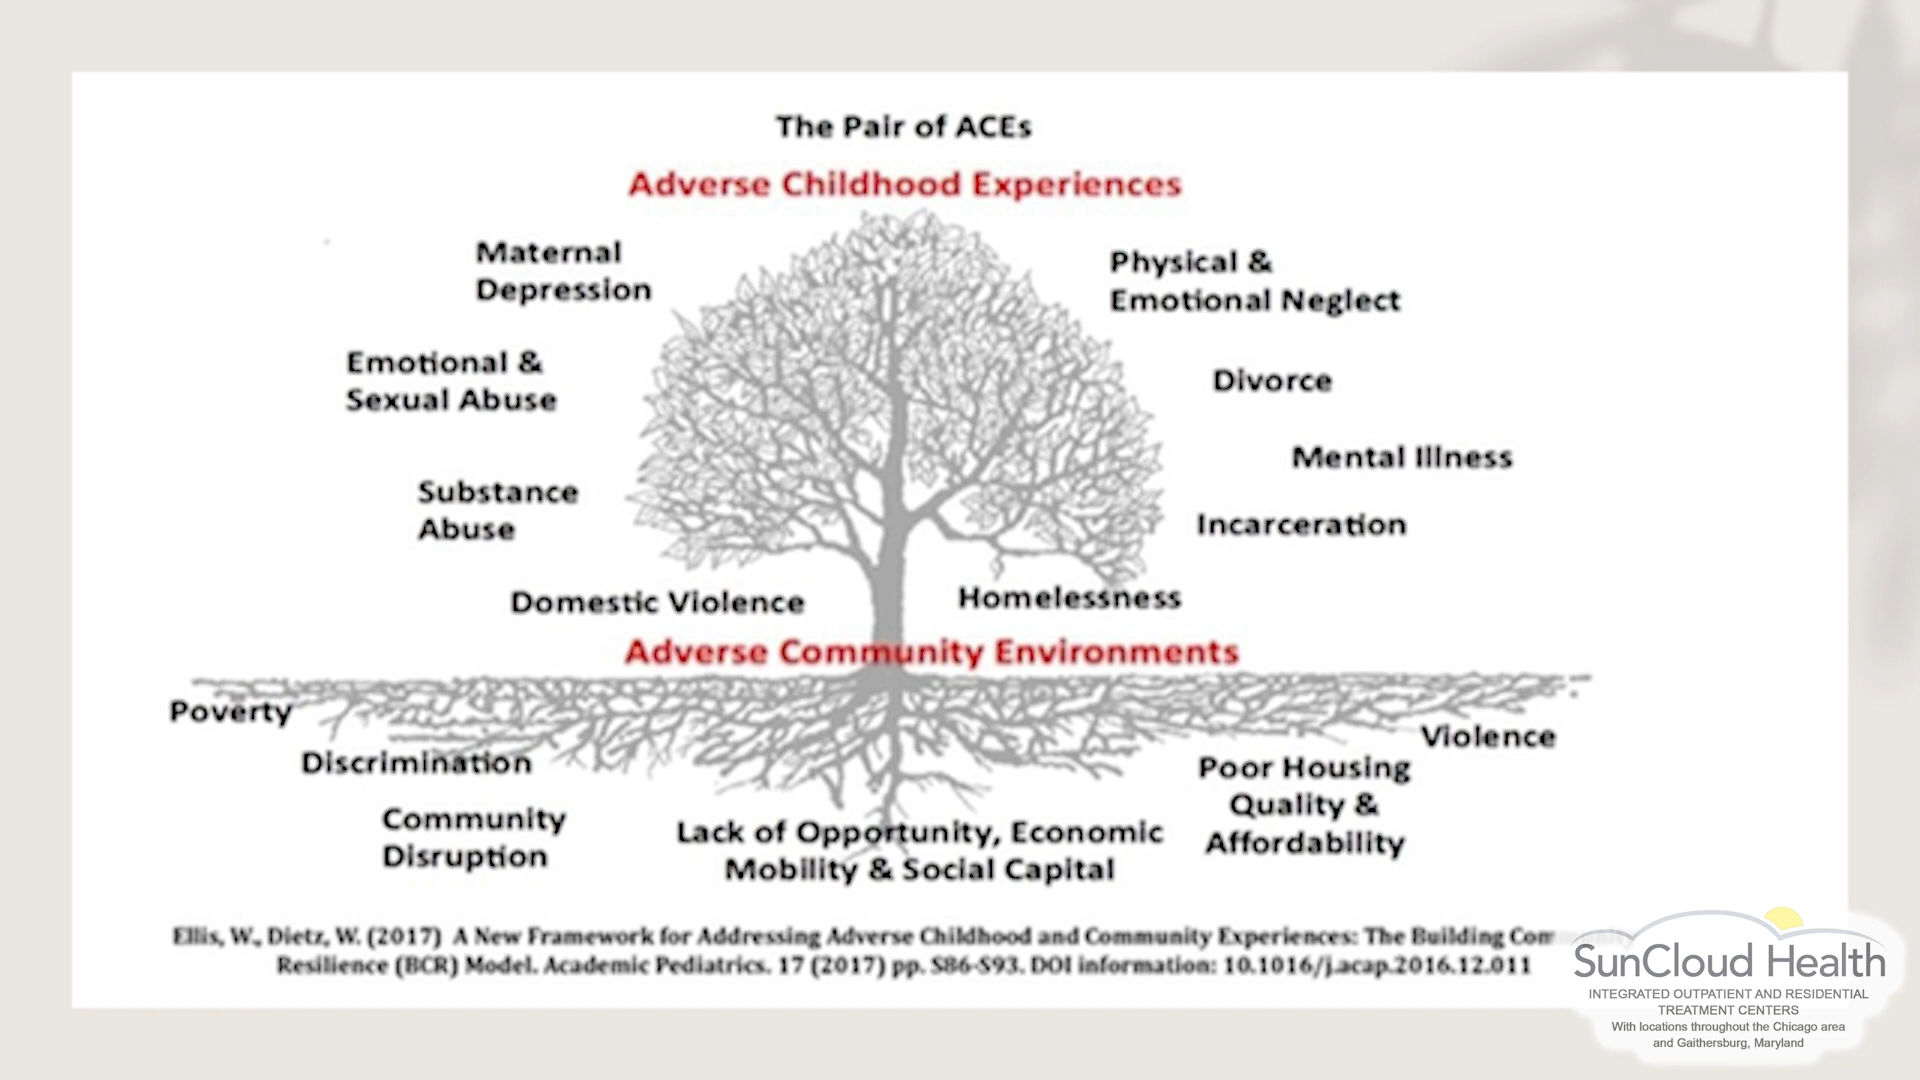 The Pair of ACEs
Adverse Childhood Experiences
Maternal
Depression
Physical &
Emotional Neglect
Emotional &
Sexual Abuse
Divorce
Mental Illness
Substance
Abuse
Incarceration
Domestic Violence
Homelessness
Adverse Community Environments
Poverty
Violence
Discrimination
Poor Housing
Quality &
Affordability
Community
Disruption
Lack of Opportunity, Economic
Mobility & Social Capital
Ellis, W., Dietz, W. (2017) A New Framework for Addressing Adverse Childhood and Community Experiences: The Building
Resilience (BCR) Model. Academic Pediatrics. 17 (2017) pp. S86-S93. DOI information: 10.1016/j.acap.2016.12.011
SunCloud Health
INTEGRATED OUTPATIENT AND RESIDENTIAL
TREATMENT CENTERS
With locations throughout the Chicago area
and Gaithersburg, Maryland